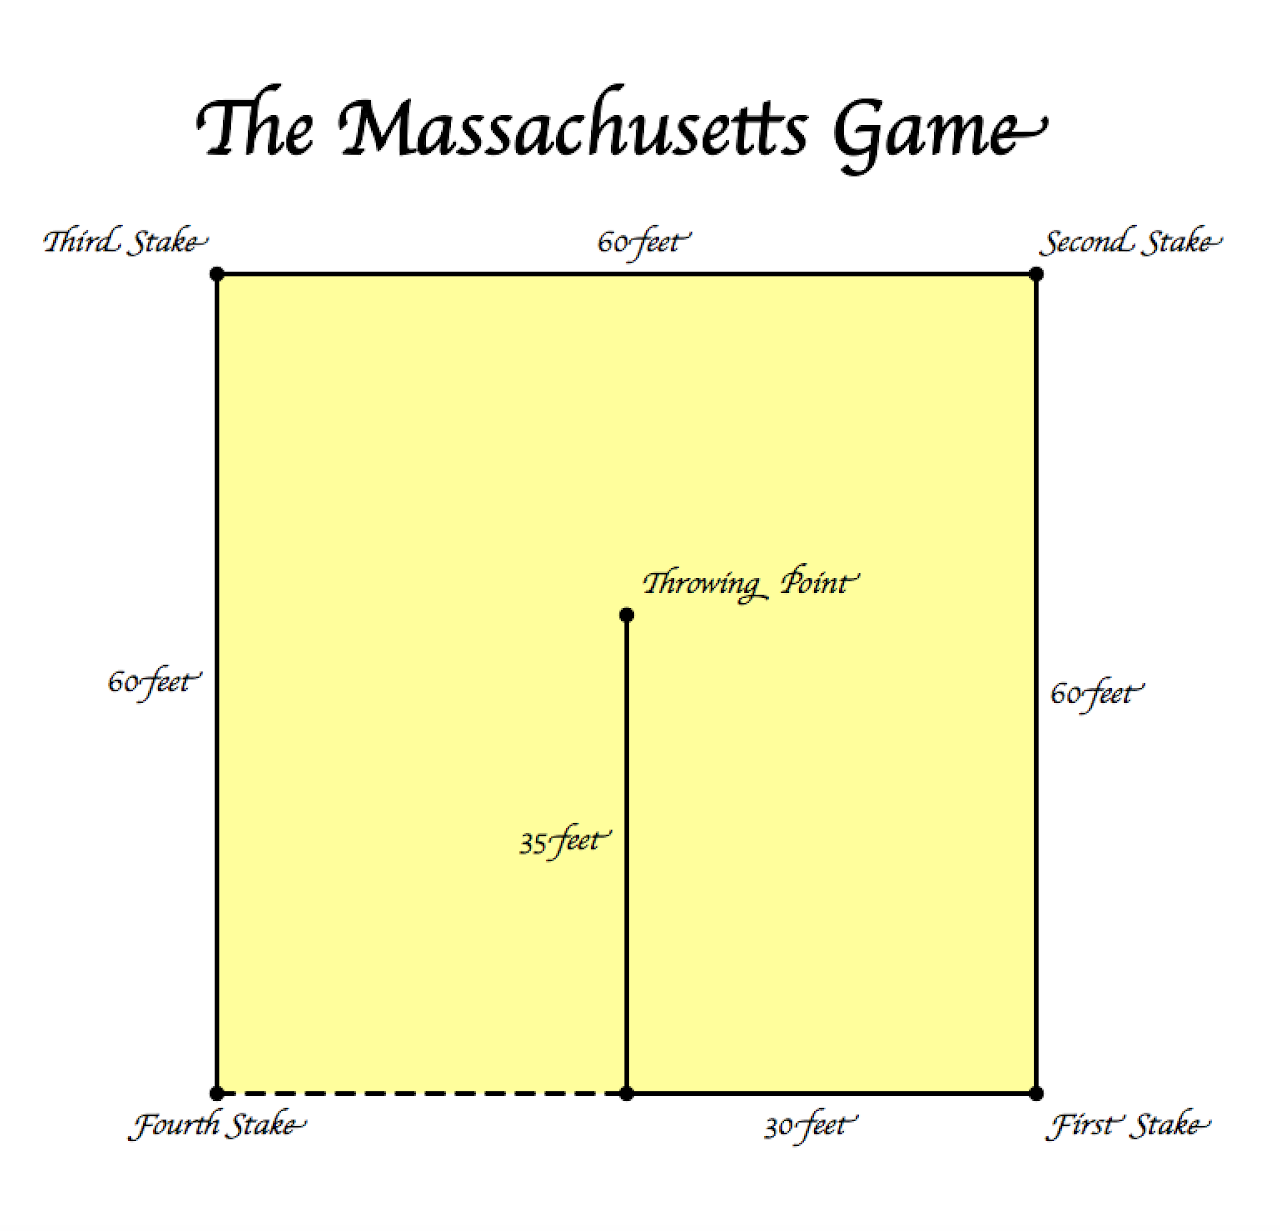 The Massachusetts Game
Third Stake
60 feet
Second Stake
Throwing Point
60 feet
60 feet
35 feet
Fourth Stake
30 feet
First Stake